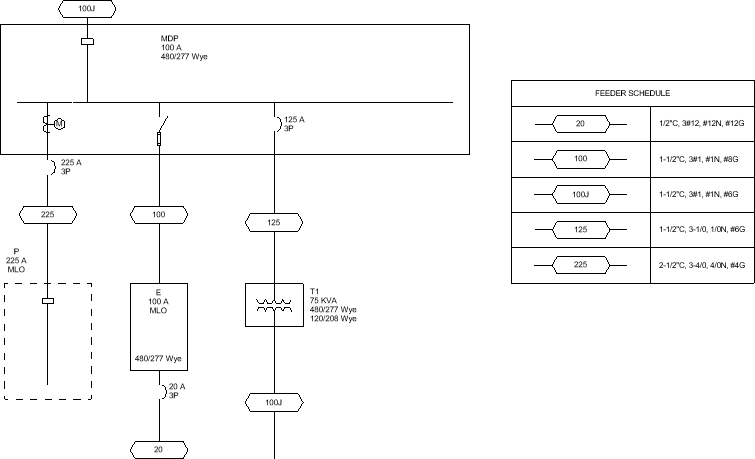 100J
MDP
100 A
480/277 Wye
M
125 A
3P
225 A
3P
225
100
125
P
225 A
MLO
E
100 A
MLO
480/277 Wye
T1
75 KVA
480/277 Wye
120/208 Wye
20 A
3P
100J
20
FEEDER SCHEDULE
20 1/2"C, 3#12, #12N, #12G
100 1-1/2"C, 3#1, #1N, #8G
100J 1-1/2"C, 3#1, #1N, #6G
125 1-1/2"C, 3-1/0, 1/0N, #6G
225 2-1/2"C, 3-4/0, 4/0N, #4G